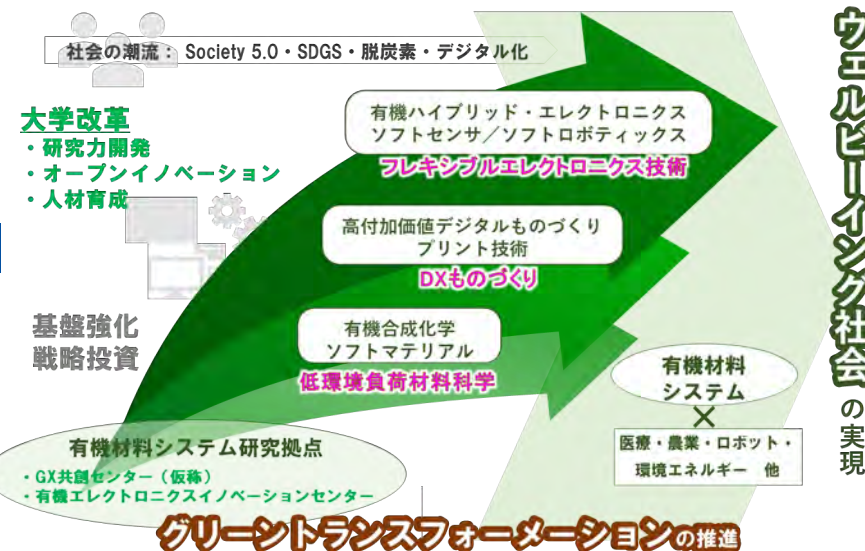 社会の潮流： Society 5.0・SDGS・脱炭素・デジタル化
大学改革
・研究力開発
・オープンイノベーション
・人材育成
基盤強化
戦略投資
有機ハイブリッド・エレクトロニクス
ソフトセンサ／ソフトロボティックス
フレキシブルエレクトロニクス技術
高付加価値デジタルものづくり
プリント技術
DXものづくり
有機合成化学
ソフトマテリアル
低環境負荷材料科学
有機材料システム研究拠点
・GX共創センター（仮称）
・有機エレクトロニクスイノベーションセンター
有機材料
システム
×
医療・農業・ロボット・
環境エネルギー　他
ウェルビーイング社会の実現
グリーントランスフォーメーションの推進